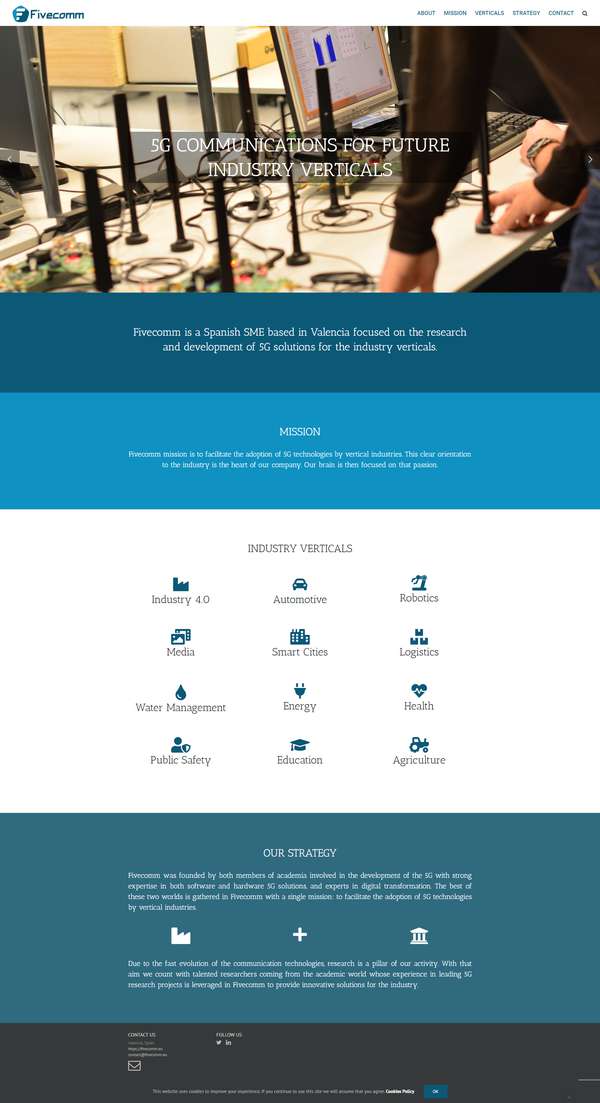 Fivecomm
ABOUT MISSION VERTICALS STRATEGY CONTACT
5G COMMUNICATIONS FOR FUTURE
INDUSTRY VERTICALS
Fivecomm is a Spanish SME based in Valencia focused on the research
and development of 5G solutions for the industry verticals.
MISSION
Fivecomm mission is to facilitate the adoption of 5G technologies by vertical industries. This clear orientation
to the industry is the heart of our company. Our brain is then focused on that passion.
INDUSTRY VERTICALS
Industry 4.0 Automotive Robotics
Media Smart Cities Logistics
Water Management Energy Health
Public Safety Education Agriculture
OUR STRATEGY
Fivecomm was founded by both members of academia involved in the development of the 5G with strong
expertise in both software and hardware 5G solutions, and experts in digital transformation. The best of
these two worlds is gathered in Fivecomm with a single mission: to facilitate the adoption of 5G technologies
by vertical industries.
Due to the fast evolution of the communication technologies, research is a pillar of our activity. With that
aim we count with talented researchers coming from the academic world whose experience in leading 5G
research projects is leveraged in Fivecomm to provide innovative solutions for the industry.
CONTACT US FOLLOW US
Valencia, Spain
https://fivecomm.eu
contact@fivecomm.eu
This website uses cookies to improve your experience. If you continue to use this site we will assume that you agree. Cookies Policy OK